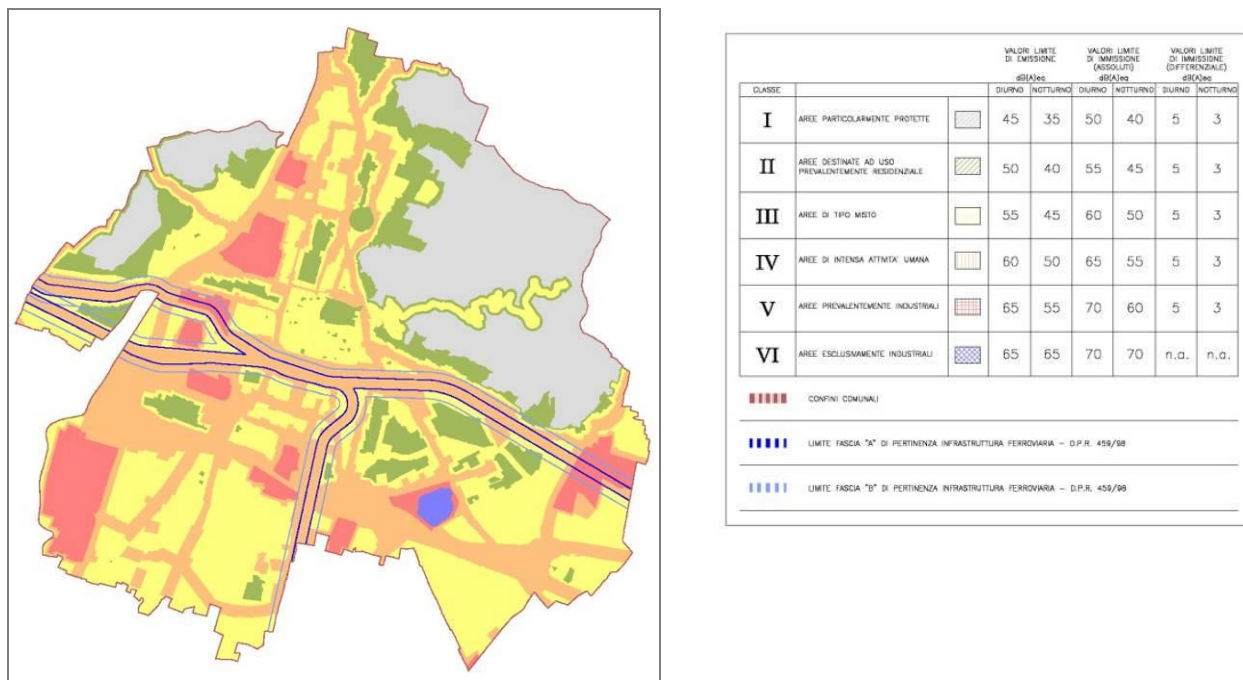 VALORI LIMITE DI EMISSIONE
VALORI LIMITE DI IMMISSIONE (ASSOLUTI)
VALORI LIMITE DI IMMISSIONE (DIFFERENZIALE)
dB(A)eq dB(A)eq dB(A)eq
CLASSE DIURNO NOTTURNO DIURNO NOTTURNO DIURNO NOTTURNO
I AREE PARTICOLARMENTE PROTETTE 45 35 50 40 5 3
II AREE DESTINATE AD USO PREVALENTEMENTE RESIDENZIALE 50 40 55 45 5 3
III AREE DI TIPO MISTO 55 45 60 50 5 3
IV AREE DI INTENSA ATTIVITA' UMANA 60 50 65 55 5 3
V AREE PREVALENTEMENTE INDUSTRIALI 65 55 70 60 5 3
VI AREE ESCLUSIVAMENTE INDUSTRIALI 65 65 70 70 n.a. n.a.
CONFINI COMUNALI
LIMITE FASCIA "A" DI PERTINENZA INFRASTRUTTURA FERROVIARIA – D.P.R. 459/98
LIMITE FASCIA "B" DI PERTINENZA INFRASTRUTTURA FERROVIARIA – D.P.R. 459/98